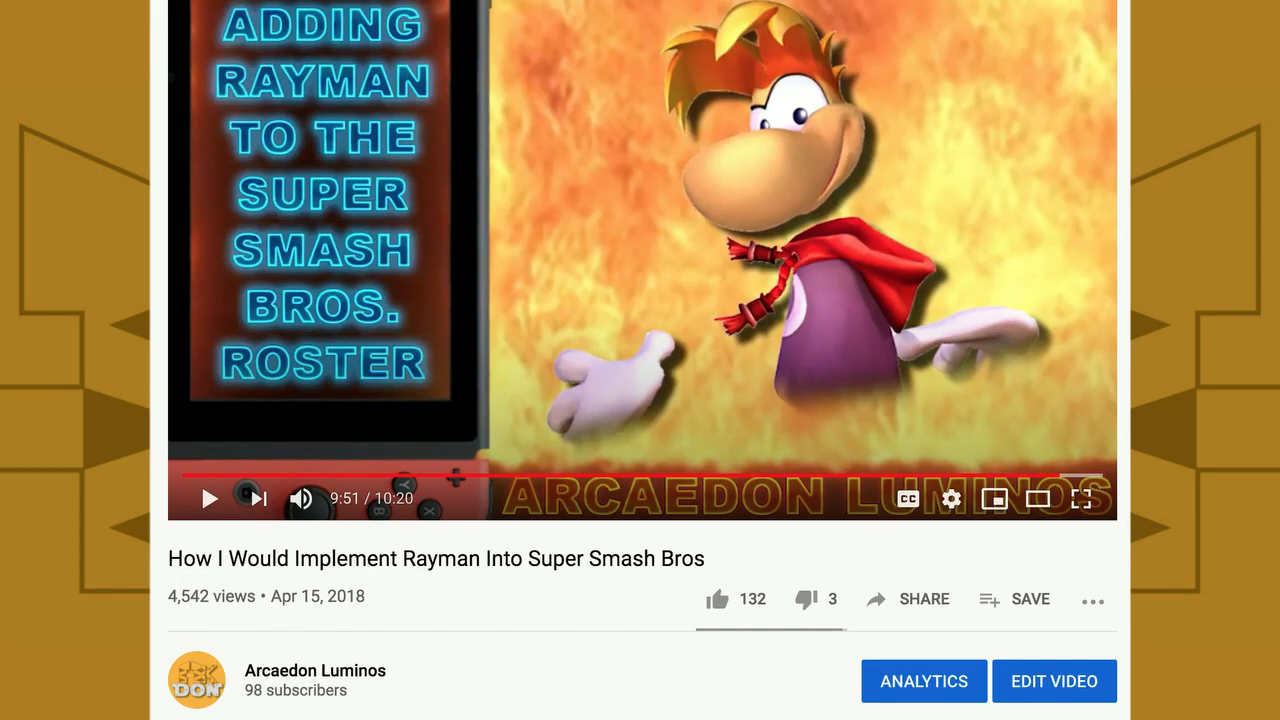 ADDING
RAYMAN
TO THE
SUPER
SMASH
BROS.
ROSTER
Y
B
X
9:51 / 10:20
CC
ARCAEDON LUMINOS
How I Would Implement Rayman Into Super Smash Bros
4,542 views • Apr 15, 2018
132
3
SHARE
SAVE
DON
Arcaedon Luminos
98 subscribers
ANALYTICS
EDIT VIDEO